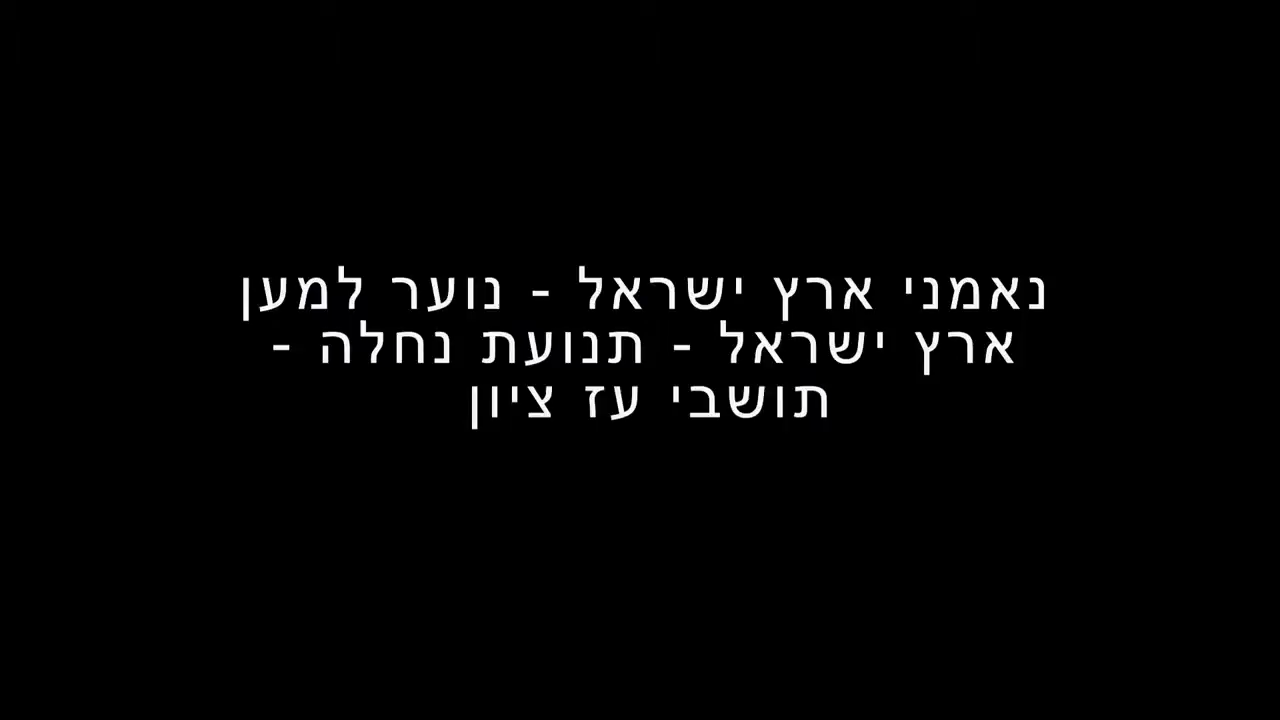 נאמני ארץ ישראל - נוער למען
ארץ ישראל - תנועת נחלה -
תושבי עז ציון